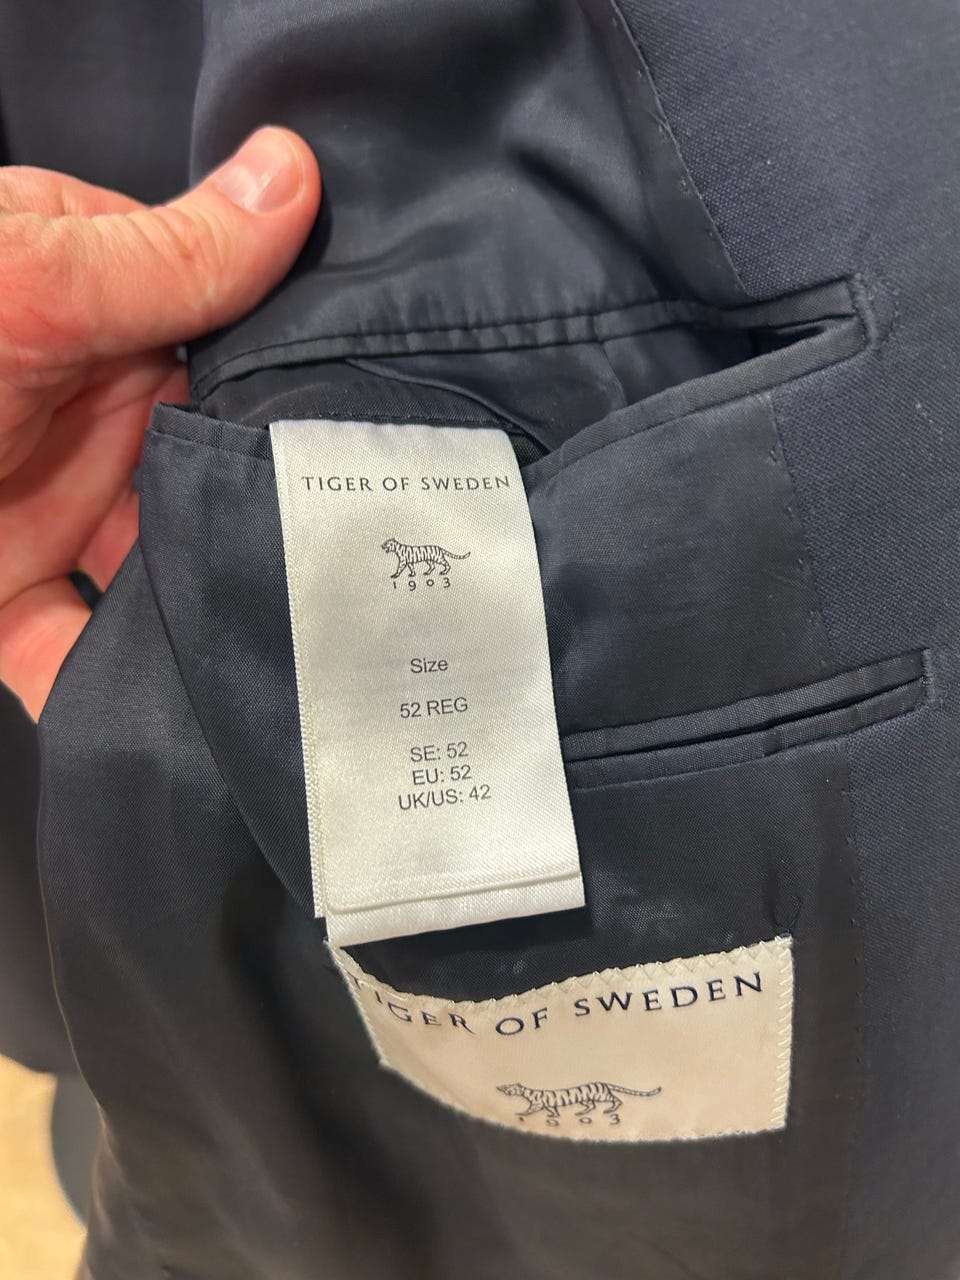 TIGER OF SWEDEN
1903
Size
52 REG
SE: 52
EU: 52
UK/US: 42
TIGER OF SWEDEN
1903